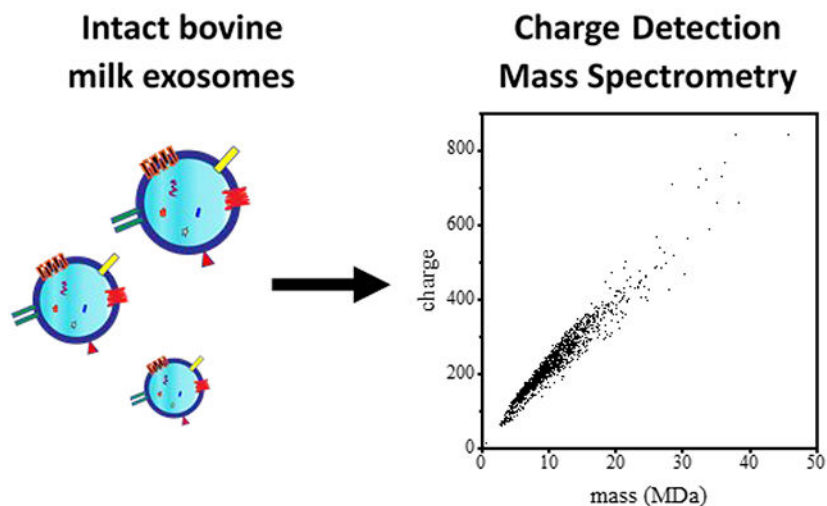 Intact bovine
milk exosomes
Charge Detection
Mass Spectrometry
800
600
charge
400
200
0
0 10 20 30 40 50
mass (MDa)